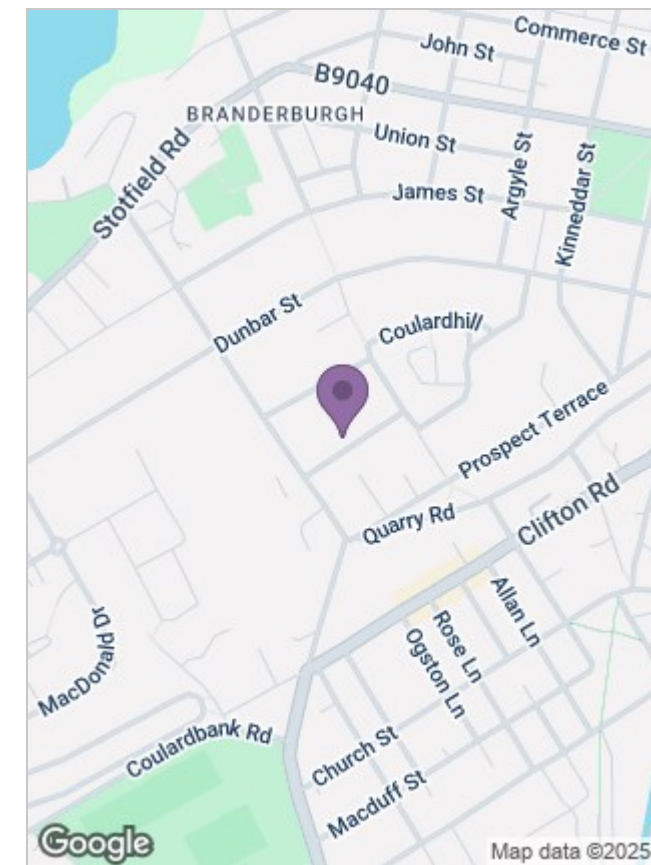 Commerce St
John St
B9040
BRANDERBURGH
Union St
Argyle St
Kinneddar St
Stotfield Rd
James St
Dunbar St
Coulardhill
Prospect Terrace
Quarry Rd
Clifton Rd
Allan Ln
Rose Ln
Ogston Ln
MacDonald Dr
Coulardbank Rd
Church St
Macduff St
Google
Map data ©2025